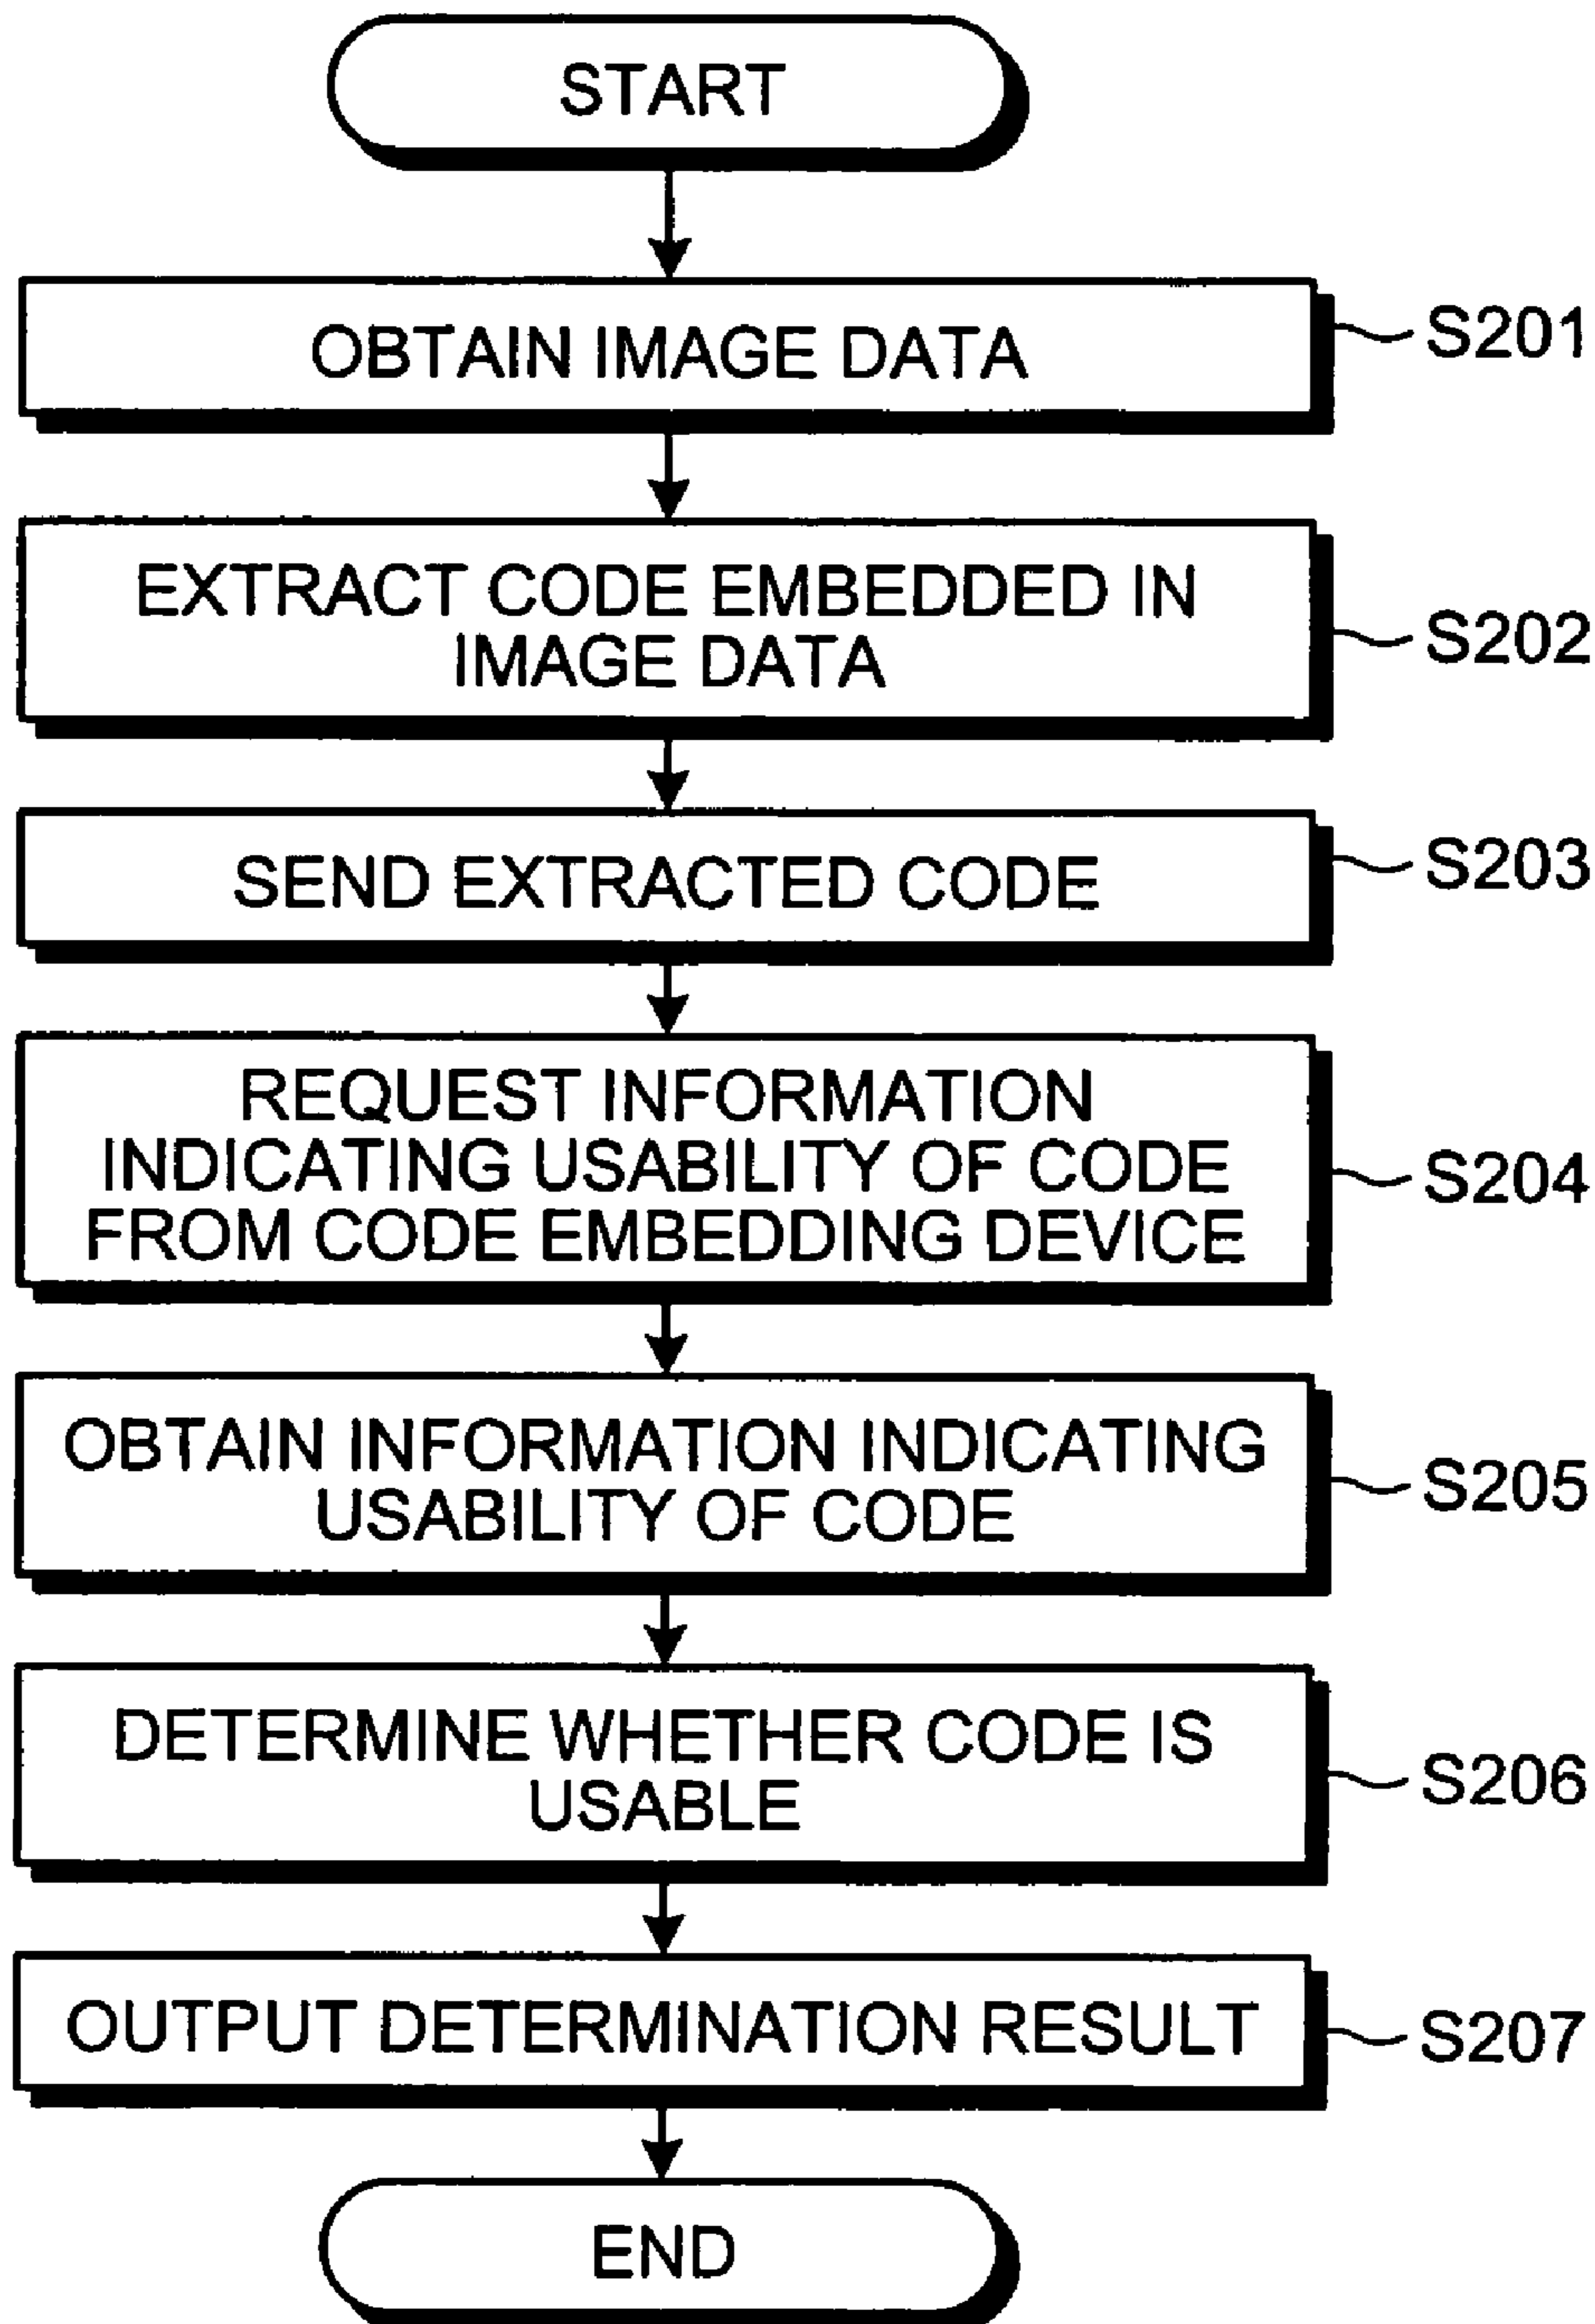 START
OBTAIN IMAGE DATA
S201
EXTRACT CODE EMBEDDED IN
IMAGE DATA
S202
SEND EXTRACTED CODE
S203
REQUEST INFORMATION
INDICATING USABILITY OF CODE
FROM CODE EMBEDDING DEVICE
S204
OBTAIN INFORMATION INDICATING
USABILITY OF CODE
S205
DETERMINE WHETHER CODE IS
USABLE
S206
OUTPUT DETERMINATION RESULT
S207
END